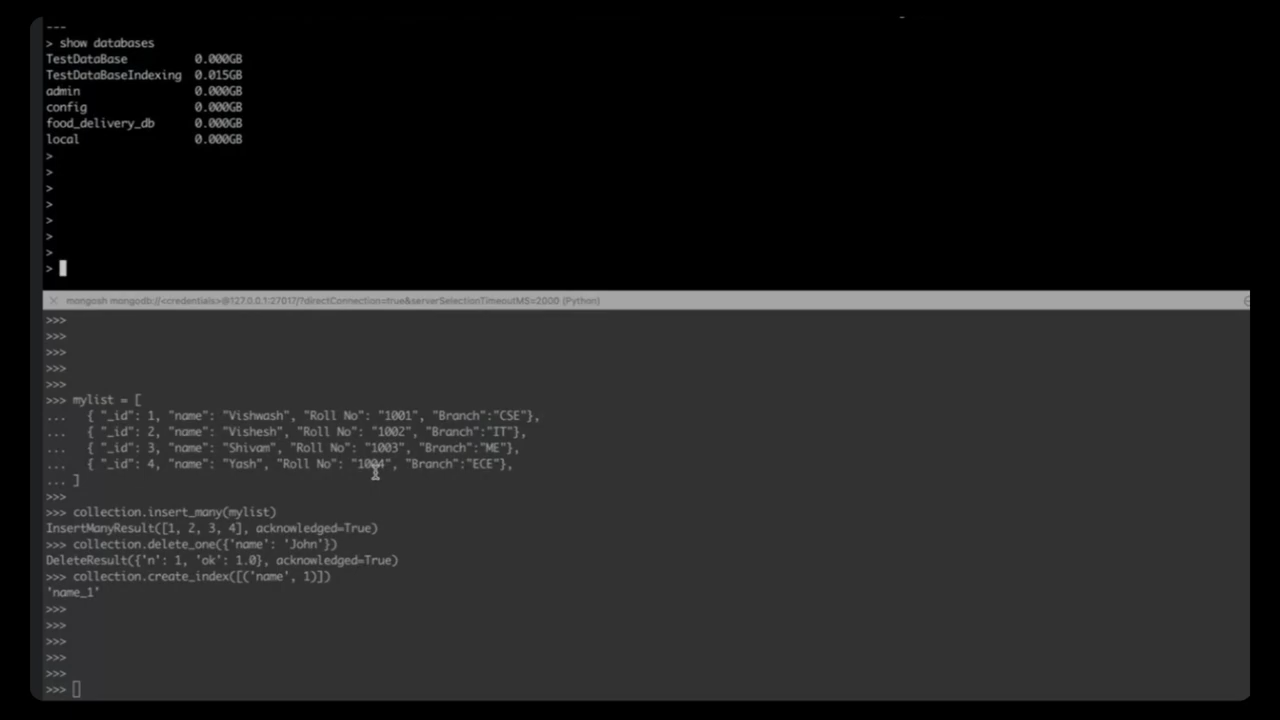 ---
> show databases
TestDataBase 0.000GB
TestDataBaseIndexing 0.015GB
admin 0.000GB
config 0.000GB
food_delivery_db 0.000GB
local 0.000GB
>
>
>
>
>
>
>
>
mongosh mongodb://<credentials>@127.0.0.1:27017/?directConnection=true&serverSelectionTimeoutMS=2000 (Python)
>>>
>>>
>>>
>>>
>>>
>>> mylist = [
... { "_id": 1, "name": "Vishwash", "Roll No": "1001", "Branch":"CSE"},
... { "_id": 2, "name": "Vishesh", "Roll No": "1002", "Branch":"IT"},
... { "_id": 3, "name": "Shivam", "Roll No": "1003", "Branch":"ME"},
... { "_id": 4, "name": "Yash", "Roll No": "1004", "Branch":"ECE"},
... ]
>>>
>>> collection.insert_many(mylist)
InsertManyResult([1, 2, 3, 4], acknowledged=True)
>>> collection.delete_one({'name': 'John'})
DeleteResult({'n': 1, 'ok': 1.0}, acknowledged=True)
>>> collection.create_index([('name', 1)])
'name_1'
>>>
>>>
>>>
>>>
>>>
>>>